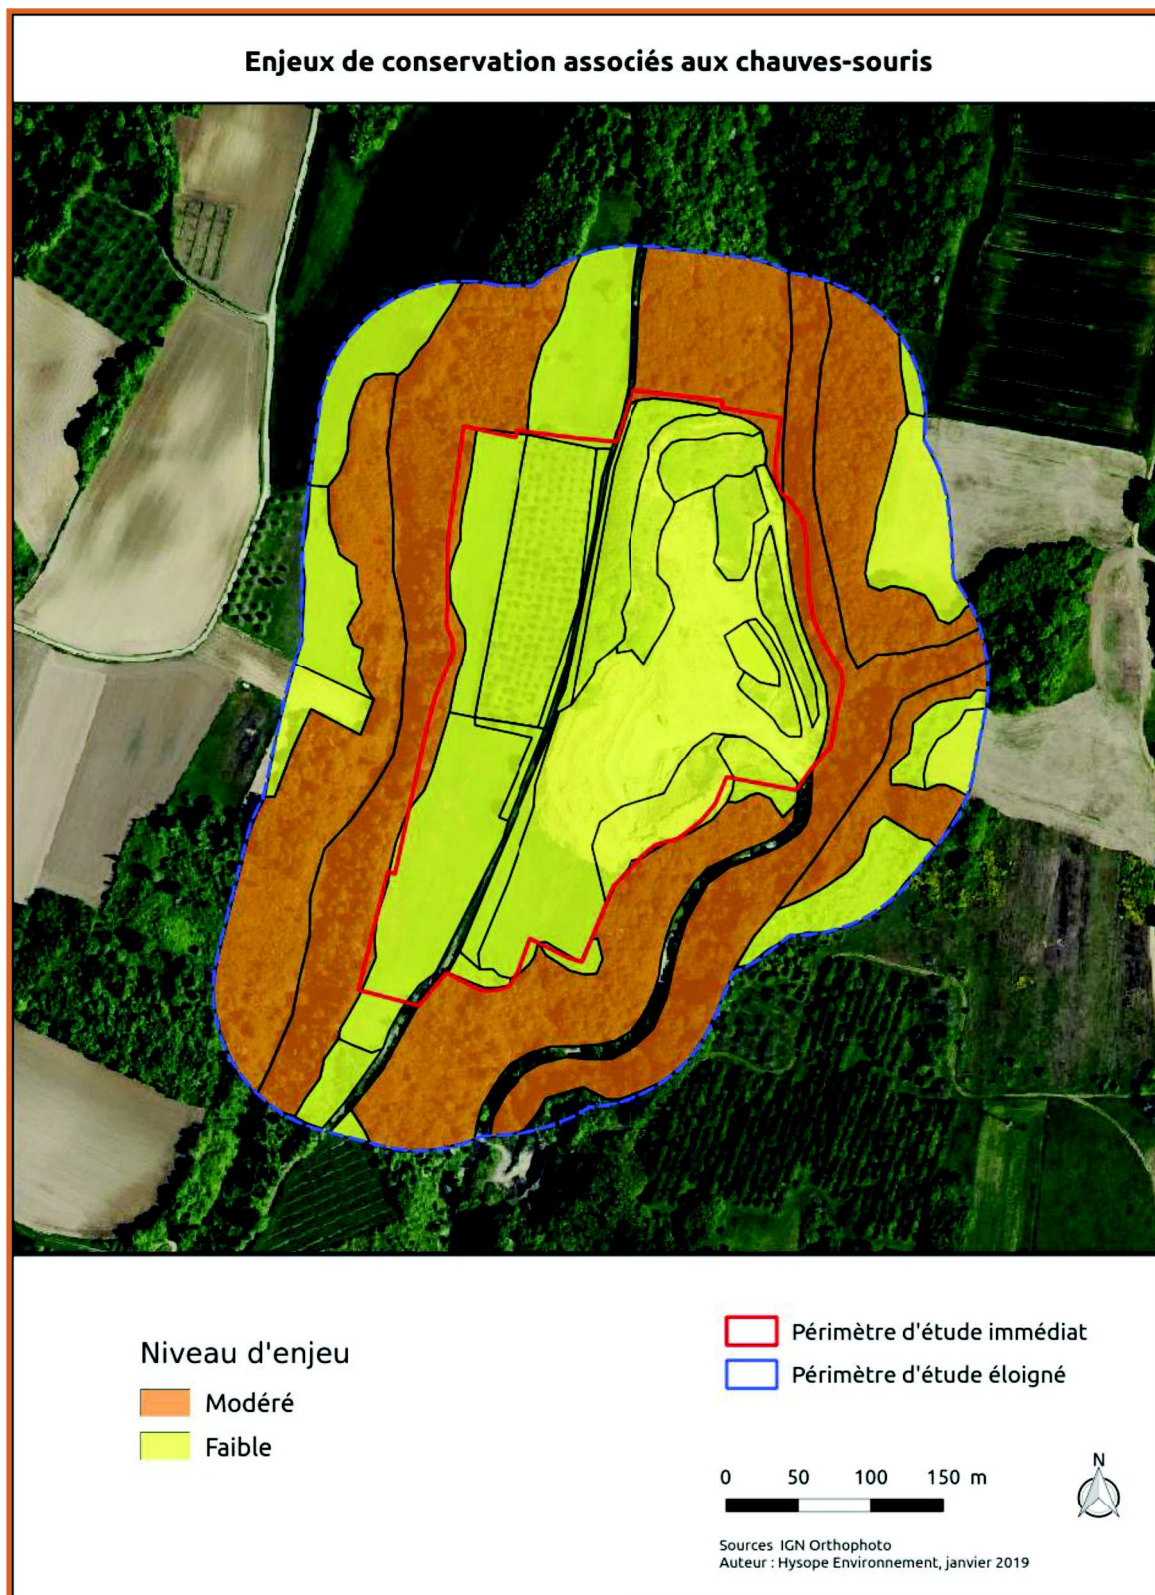 Enjeux de conservation associés aux chauves-souris
Niveau d'enjeu
Modéré
Faible
Périmètre d'étude immédiat
Périmètre d'étude éloigné
0 50 100 150 m
N
Sources IGN Orthophoto
Auteur : Hysope Environnement, janvier 2019